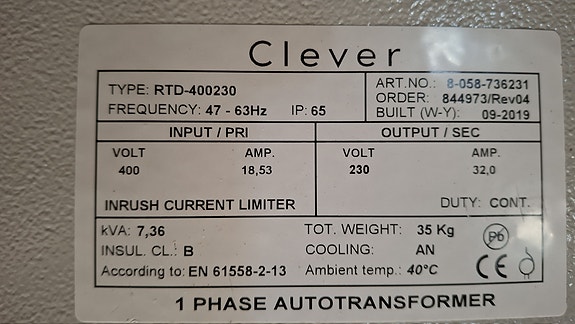 Clever
TYPE: RTD-400230
FREQUENCY: 47 - 63Hz IP: 65
ART.NO.: 8-058-736231
ORDER: 844973/Rev04
BUILT (W-Y): 09-2019
INPUT / PRI
OUTPUT / SEC
VOLT AMP.
400 18,53
VOLT AMP.
230 32,0
INRUSH CURRENT LIMITER
DUTY: CONT.
kVA: 7,36
TOT. WEIGHT: 35 Kg
Pb
INSUL. CL.: B
COOLING: AN
According to: EN 61558-2-13
Ambient temp.: 40°C
CE
1 PHASE AUTOTRANSFORMER